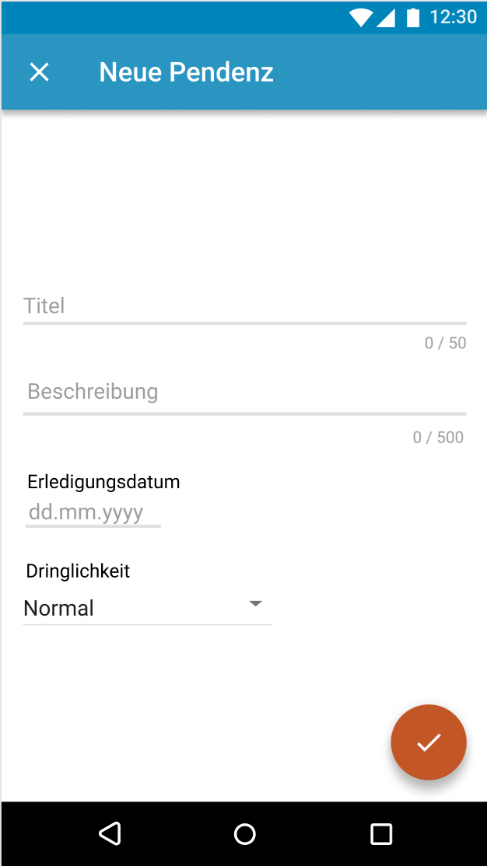 12:30
Neue Pendenz
Titel
0 / 50
Beschreibung
0 / 500
Erledigungsdatum
dd.mm.yyyy
Dringlichkeit
Normal